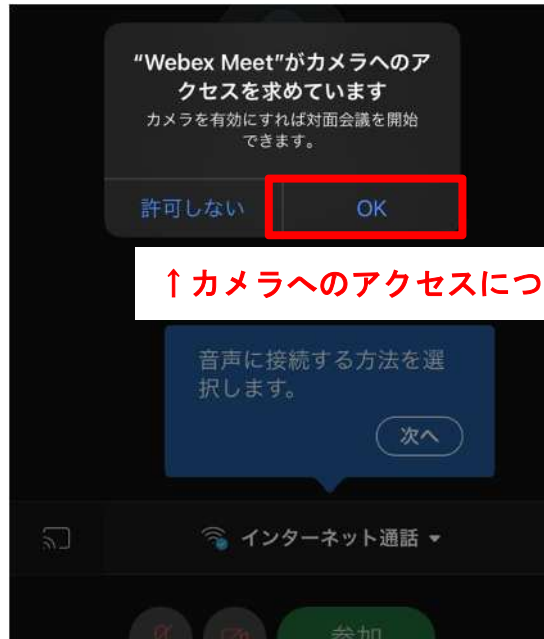 “Webex Meet”がカメラへのア
クセスを求めています
カメラを有効にすれば対面会議を開始
できます。
許可しない
OK
↑カメラへのアクセスにつ
音声に接続する方法を選
択します。
次へ
インターネット通話
参加